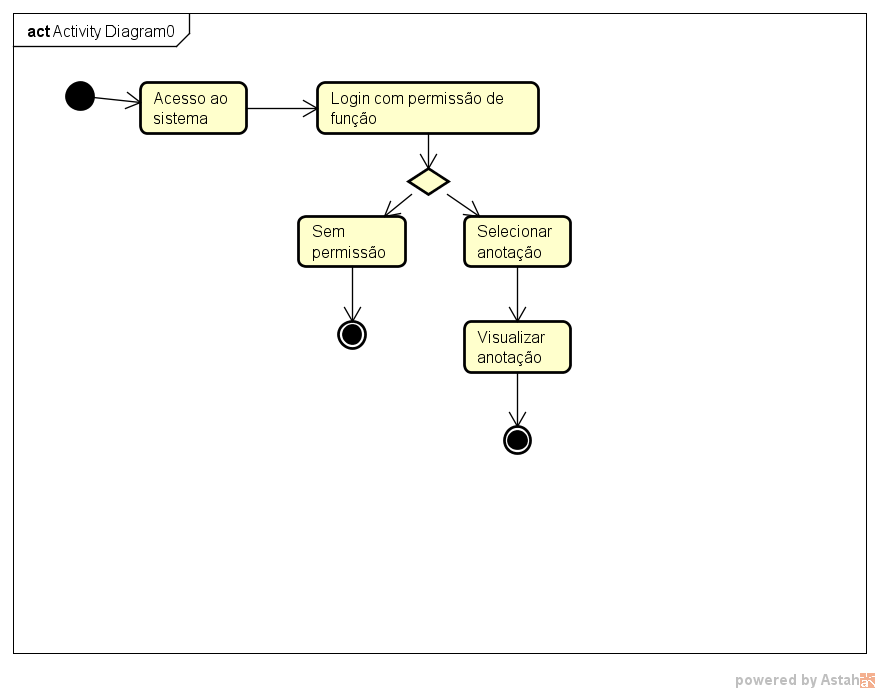 act Activity Diagram0
Acesso ao
sistema
Login com permissão de
função
Sem
permissão
Selecionar
anotação
Visualizar
anotação
powered by Astah